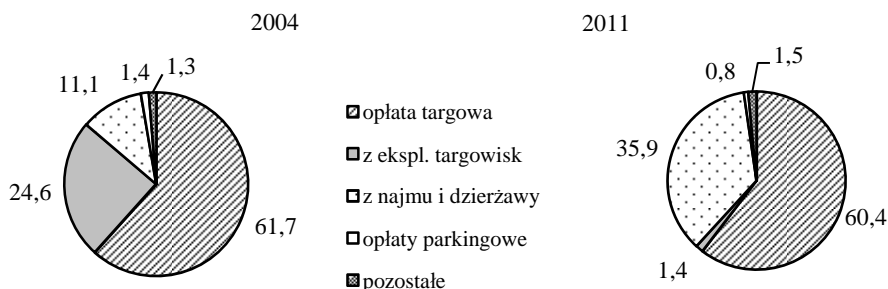 2004
2011
11,1
1,4
1,3
24,6
61,7
opłata targowa
z ekspl. targowisk
z najmu i dzierżawy
opłaty parkingowe
pozostałe
0,8
1,5
35,9
60,4
1,4